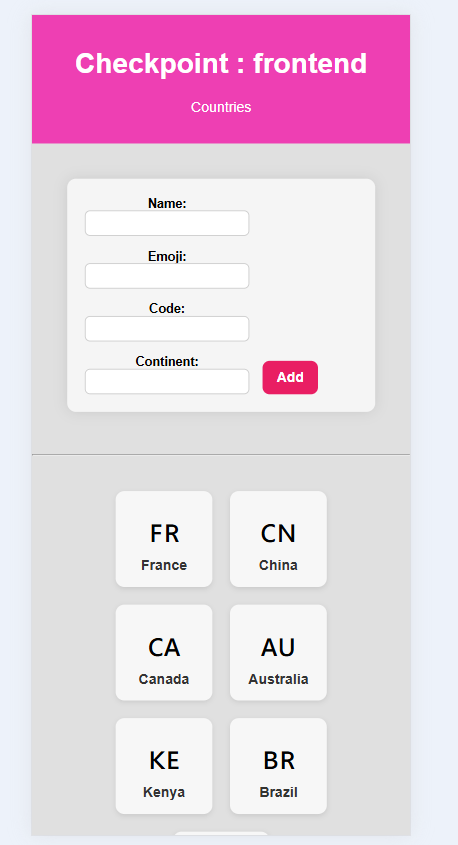 Checkpoint : frontend
Countries
Name:
Emoji:
Code:
Continent:
Add
FR
France
CN
China
CA
Canada
AU
Australia
KE
Kenya
BR
Brazil